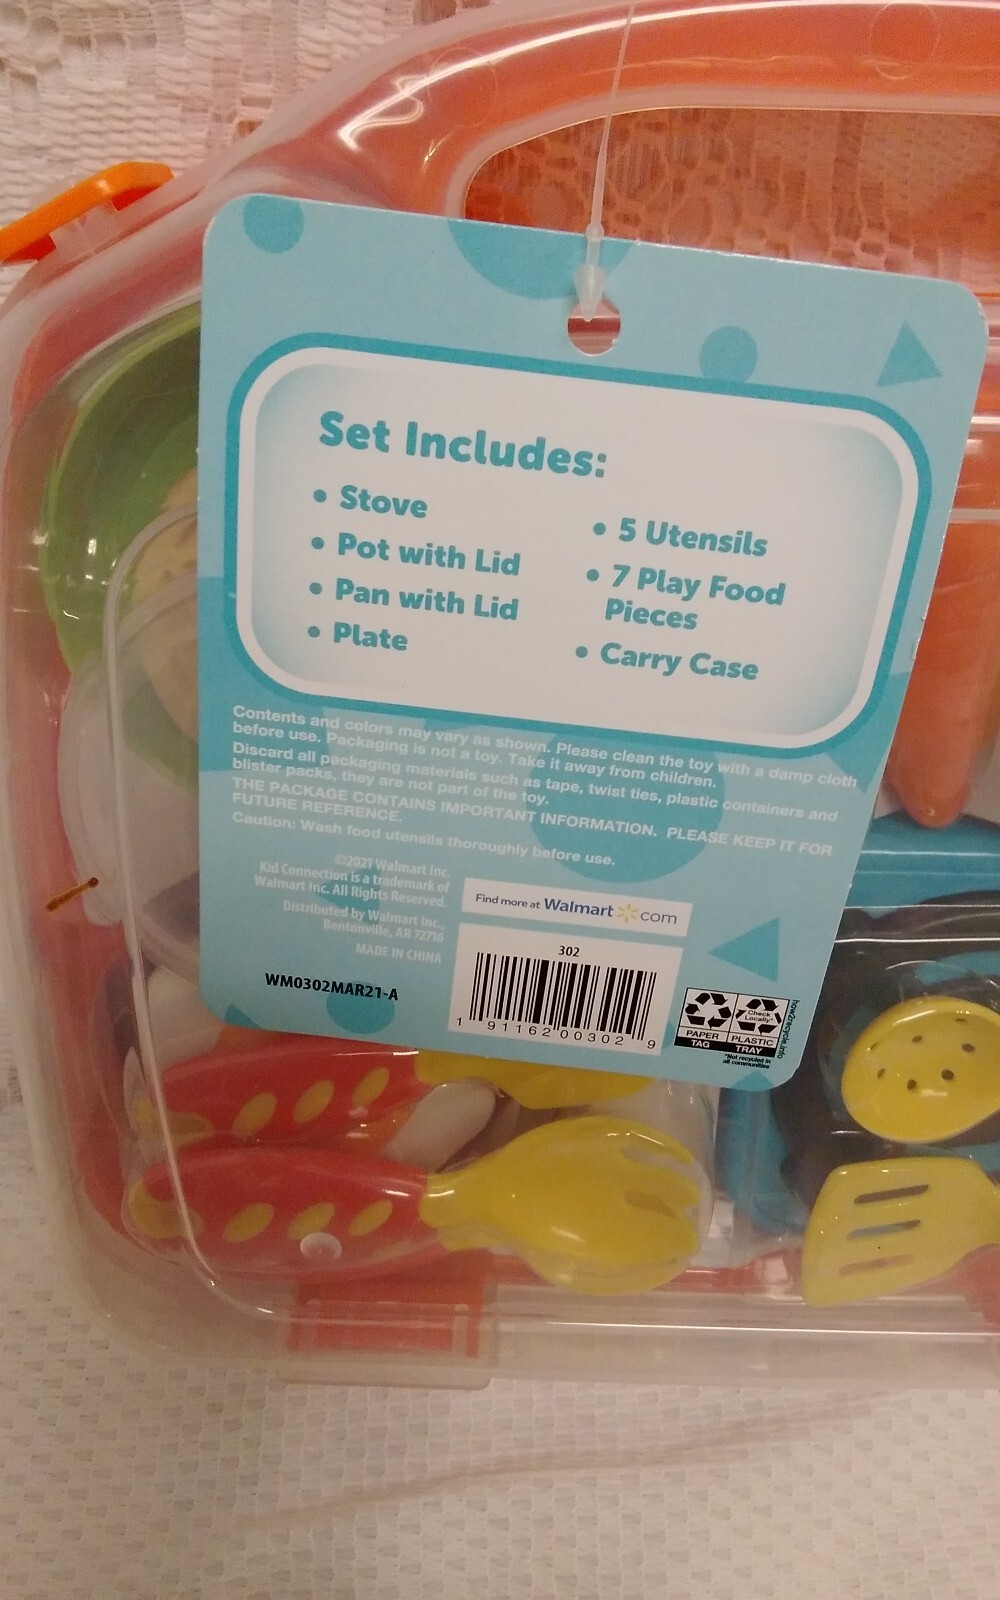 Set Includes:
• Stove
• Pot with Lid
• Pan with Lid
• Plate
• 5 Utensils
• 7 Play Food
Pieces
• Carry Case
Contents and colors may vary as shown. Please clean the toy with a damp cloth
before use. Packaging is not a toy. Take it away from children.
Discard all packaging materials such as tape, twist ties, plastic containers and
blister packs, they are not part of the toy.
THE PACKAGE CONTAINS IMPORTANT INFORMATION. PLEASE KEEP IT FOR
FUTURE REFERENCE.
Caution: Wash food utensils thoroughly before use.
©2021 Walmart Inc.
Kid Connection is a trademark of
Walmart Inc. All Rights Reserved.
Distributed by Walmart Inc.,
Bentonville, AR 72716
MADE IN CHINA
WM0302MAR21-A
Find more at Walmart.com
302
1 91162 00302 9
PAPER
TAG
Check
Locally*
PLASTIC
TRAY
*Not recycled in
all communities
how2recycle.info